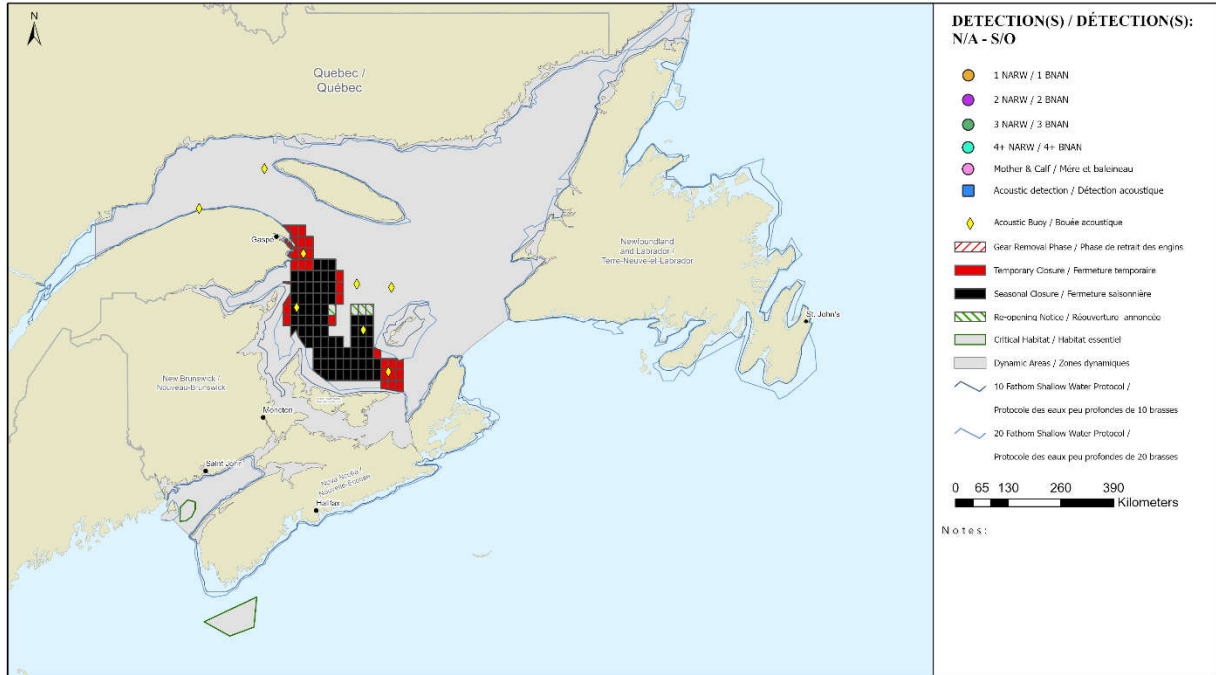 N
Quebec /
Québec
Gaspe
Newfoundland
and Labrador /
Terre-Neuve-et-Labrador
St. John's
New Brunswick /
Nouveau-Brunswick
Moncton
Saint John
Nova Scotia /
Nouvelle-Écosse
Halifax
DETECTION(S) / DÉTECTION(S):
N/A - S/O
1 NARW / 1 BNAN
2 NARW / 2 BNAN
3 NARW / 3 BNAN
4+ NARW / 4+ BNAN
Mother & Calf / Mère et baleineau
Acoustic detection / Détection acoustique
Acoustic Buoy / Bouée acoustique
Gear Removal Phase / Phase de retrait des engins
Temporary Closure / Fermeture temporaire
Seasonal Closure / Fermeture saisonnière
Re-opening Notice / Réouverture annoncée
Critical Habitat / Habitat essentiel
Dynamic Areas / Zones dynamiques
10 Fathom Shallow Water Protocol /
Protocole des eaux peu profondes de 10 brasses
20 Fathom Shallow Water Protocol /
Protocole des eaux peu profondes de 20 brasses
0 65 130 260 390
Kilometers
Notes: